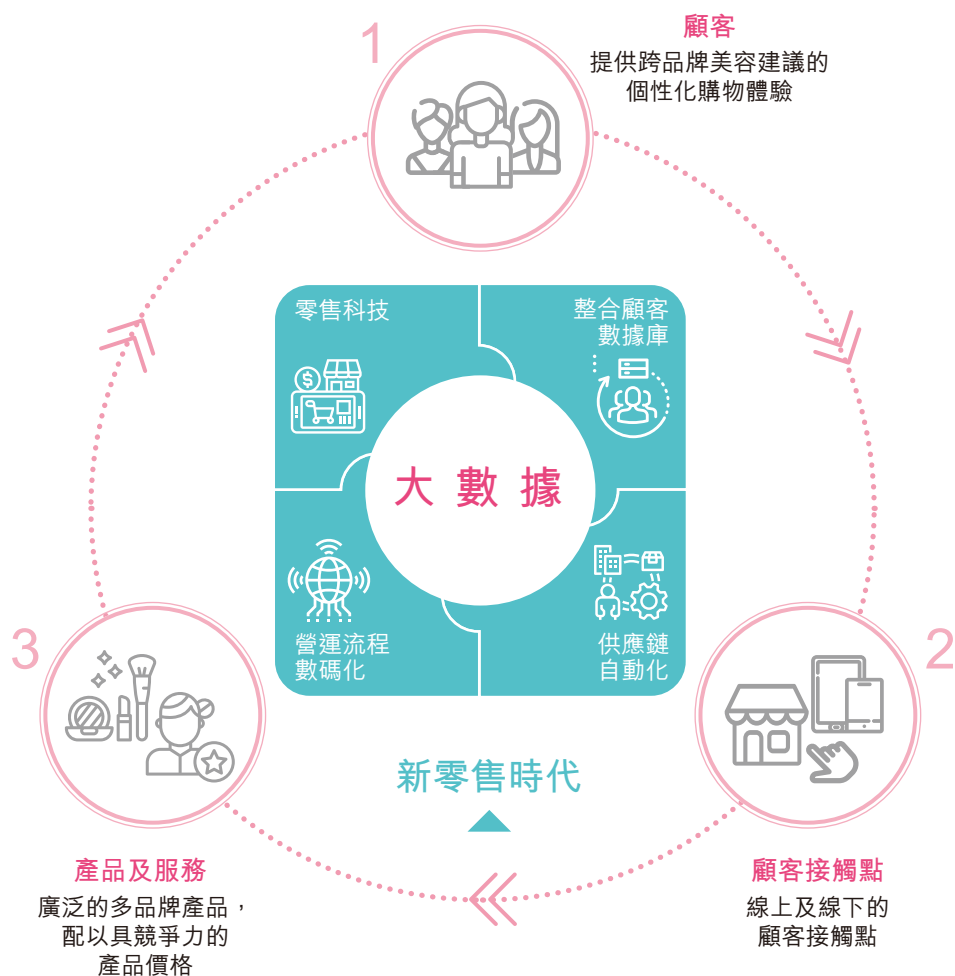 1
顧客
提供跨品牌美容建議的
個性化購物體驗
零售科技
整合顧客
數據庫
$
大數據
營運流程
數碼化
供應鏈
自動化
3
2
新零售時代
產品及服務
廣泛的多品牌產品，
配以具競爭力的
產品價格
顧客接觸點
線上及線下的
顧客接觸點